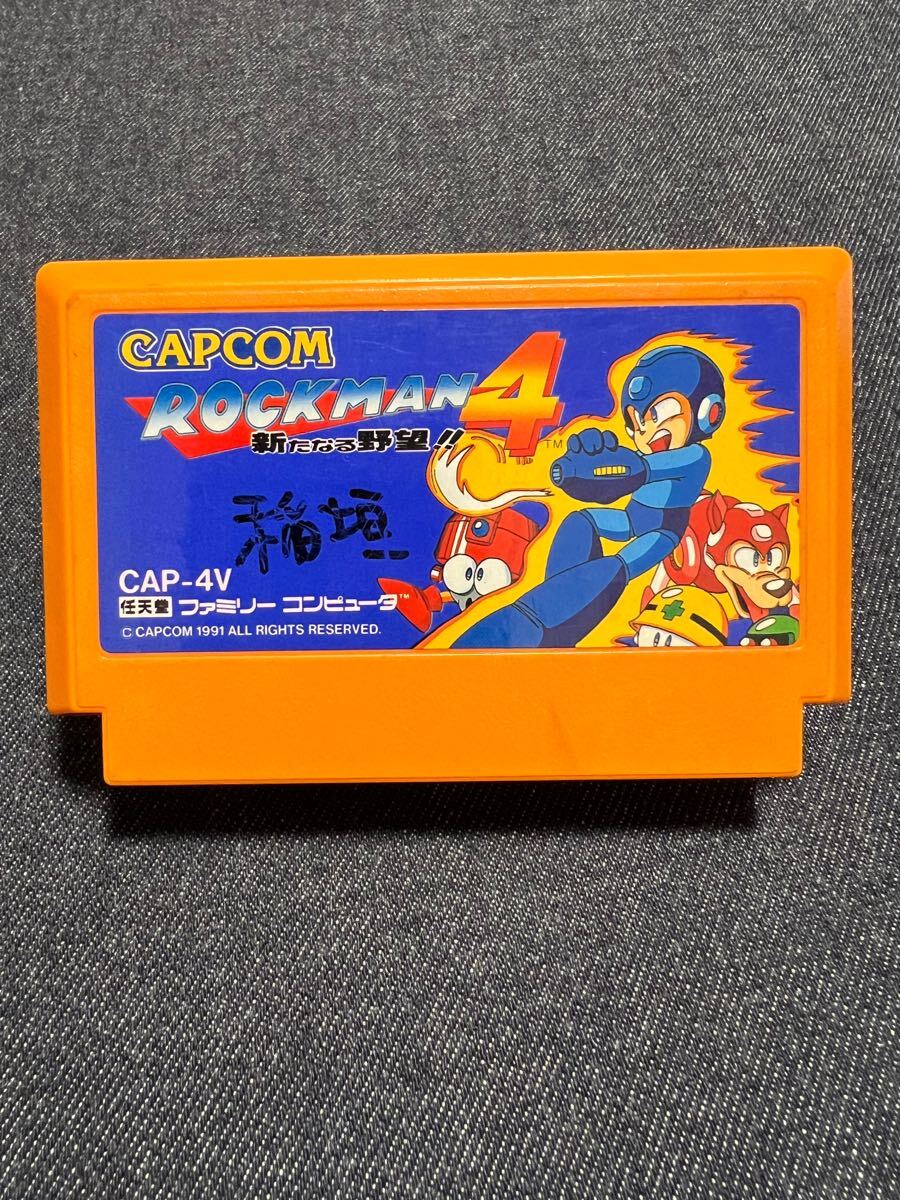 CAPCOM
ROCKMAN 4
新たなる野望!! TM
稲垣
CAP-4V
任天堂 ファミリー コンピュータ TM
© CAPCOM 1991 ALL RIGHTS RESERVED.